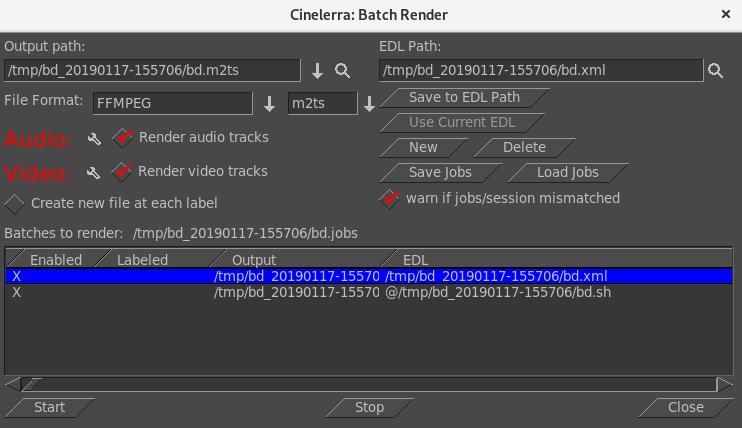 Cinelerra: Batch Render
Output path:
/tmp/bd_20190117-155706/bd.m2ts
File Format: FFMPEG m2ts
Audio: Render audio tracks
Video: Render video tracks
Create new file at each label
EDL Path:
/tmp/bd_20190117-155706/bd.xml
Save to EDL Path
Use Current EDL
New Delete
Save Jobs Load Jobs
warn if jobs/session mismatched
Batches to render: /tmp/bd_20190117-155706/bd.jobs
Enabled Labeled Output EDL
X /tmp/bd_20190117-15570 /tmp/bd_20190117-155706/bd.xml
X /tmp/bd_20190117-15570 @/tmp/bd_20190117-155706/bd.sh
Start Stop Close